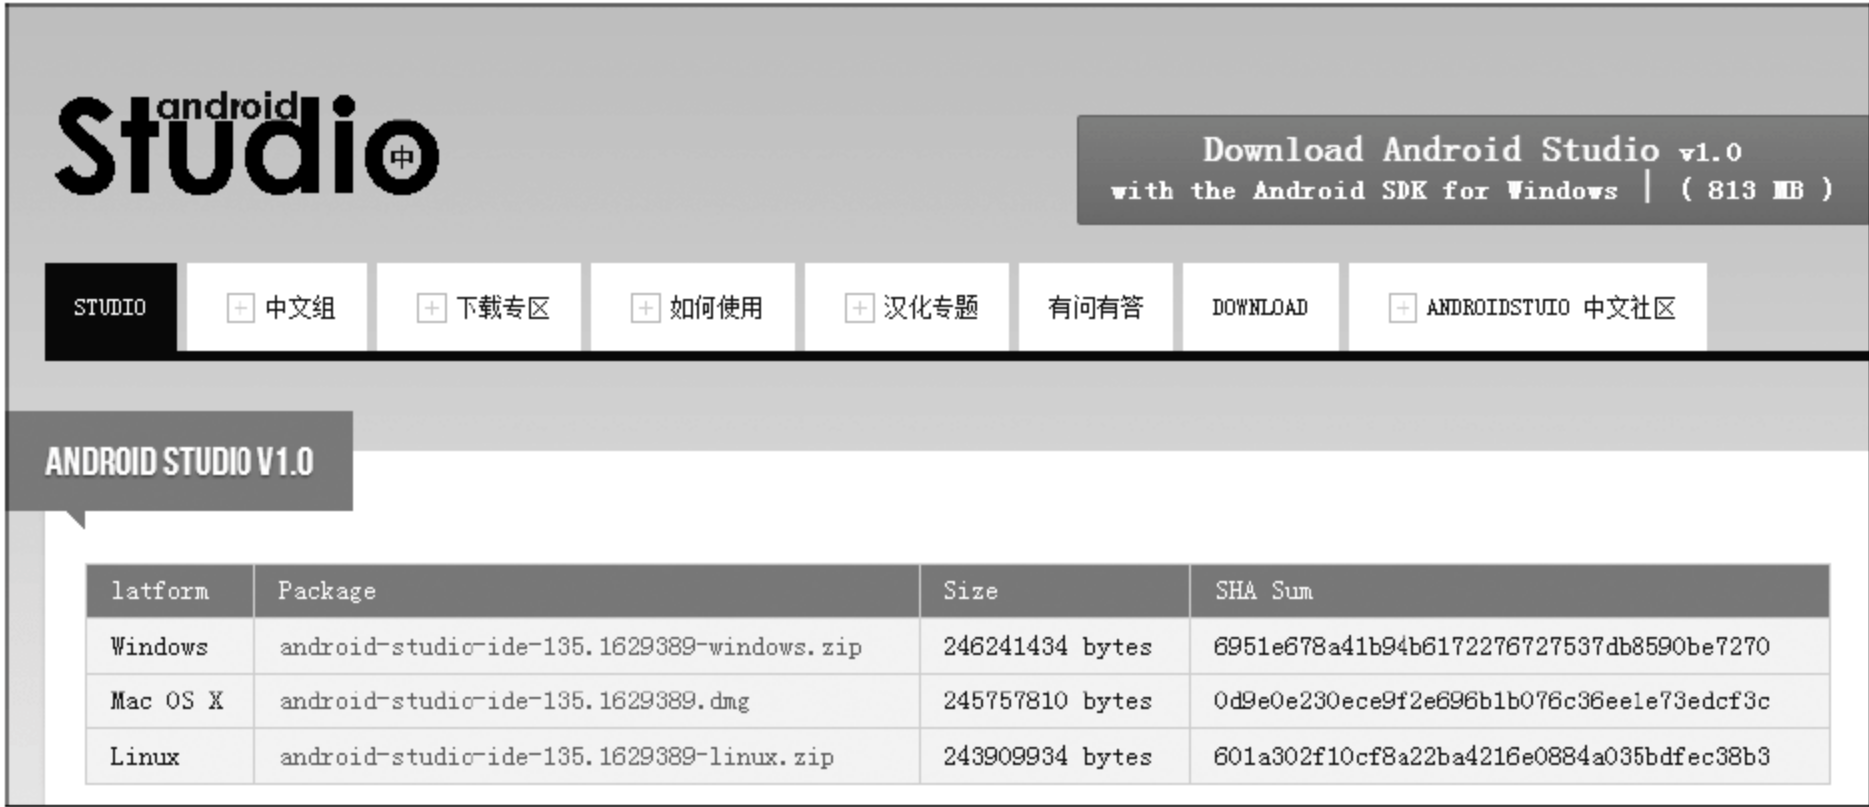 android
Studio
中
Download Android Studio v1.0
with the Android SDK for Windows | ( 813 MB )
STUDIO 中文组 下载专区 如何使用 汉化专题 有问有答 DOWNLOAD ANDROIDSTUIO 中文社区
ANDROID STUDIO V1.0
latform Package Size SHA Sum
Windows android-studio-ide-135.1629389-windows.zip 246241434 bytes 6951e678a41b94b6172276727537db8590be7270
Mac OS X android-studio-ide-135.1629389.dmg 245757810 bytes 0d9e0e230ece9f2e696b1b076c36ee1e73edcf3c
Linux android-studio-ide-135.1629389-linux.zip 243909934 bytes 601a302f10cf8a22ba4216e0884a035bdfec38b3